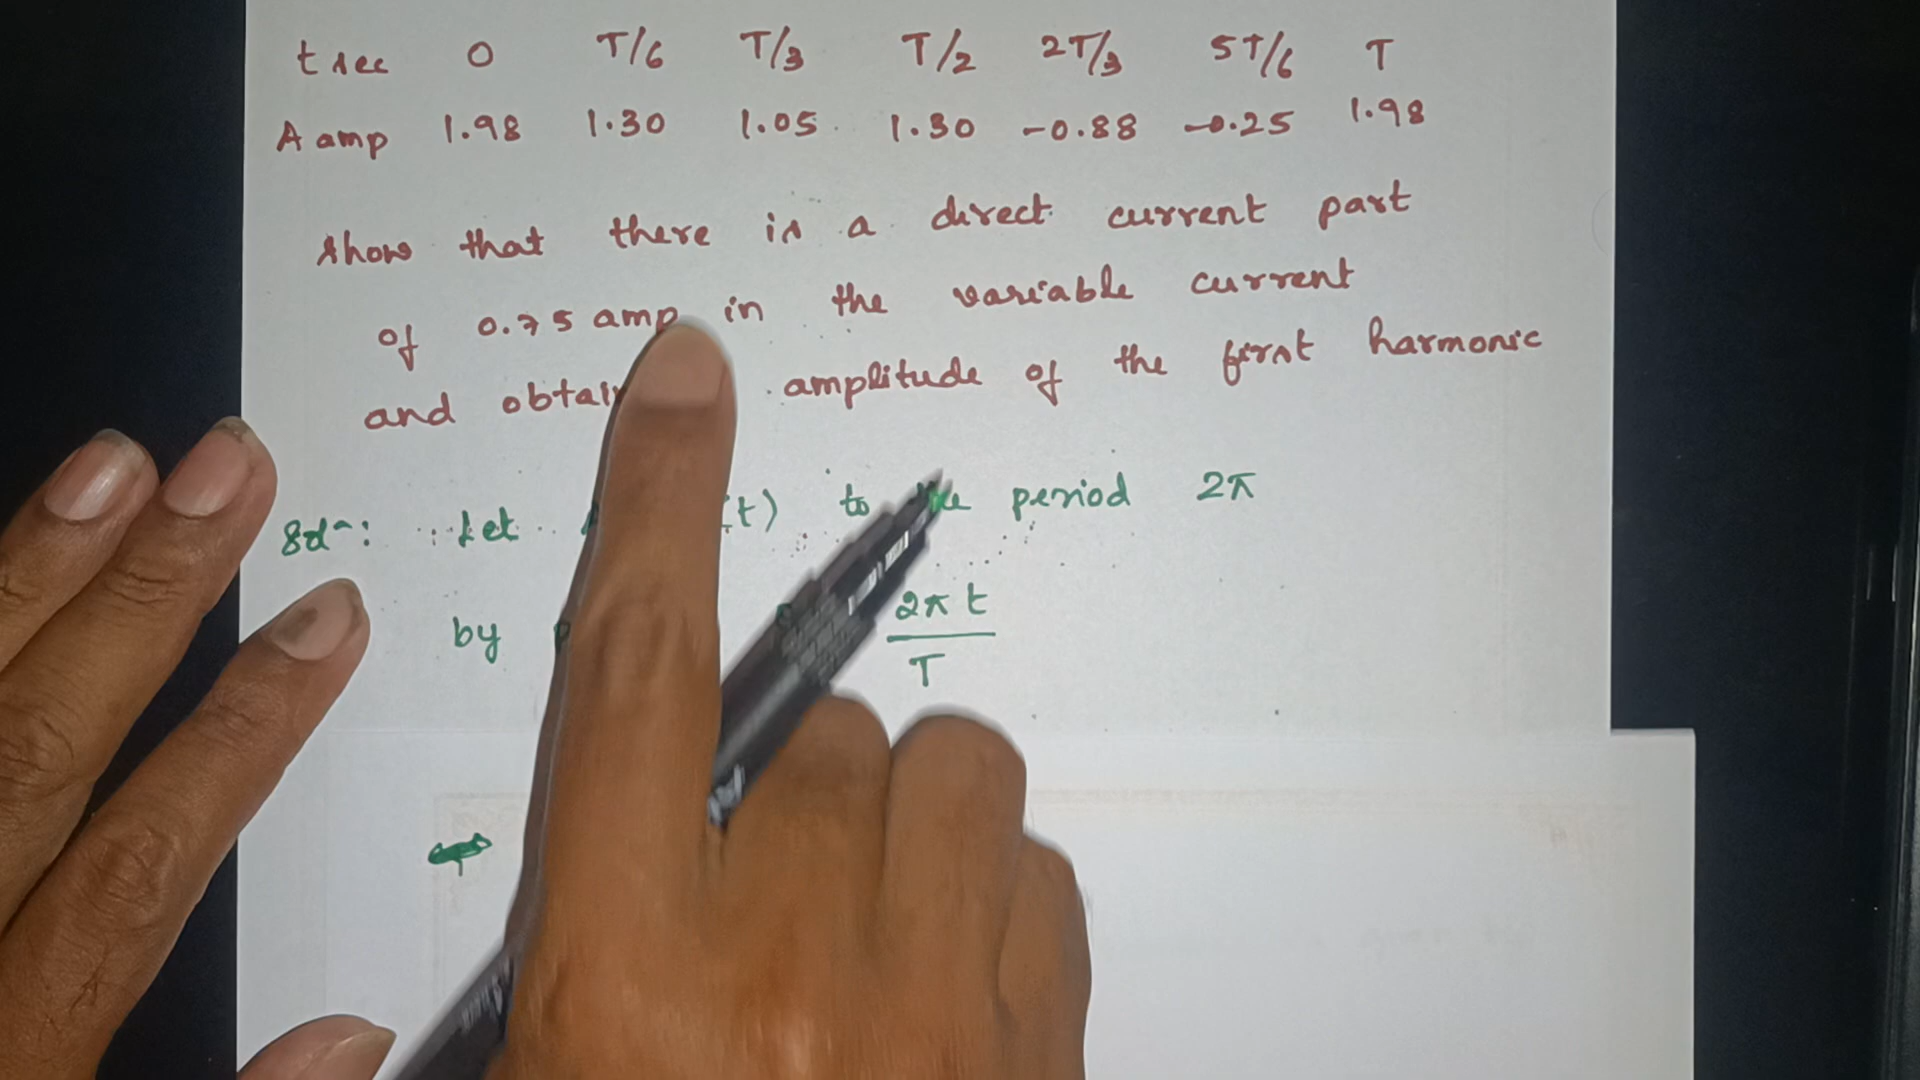 t sec 0 T/6 T/3 T/2 2T/3 5T/6 T
A amp 1.98 1.30 1.05 1.30 -0.88 -0.25 1.98
show that there is a direct current part
of 0.75 amp in the variable current
and amplitude of the first harmonic
Soln: Let (t) to the period 2π
by 2πt
T